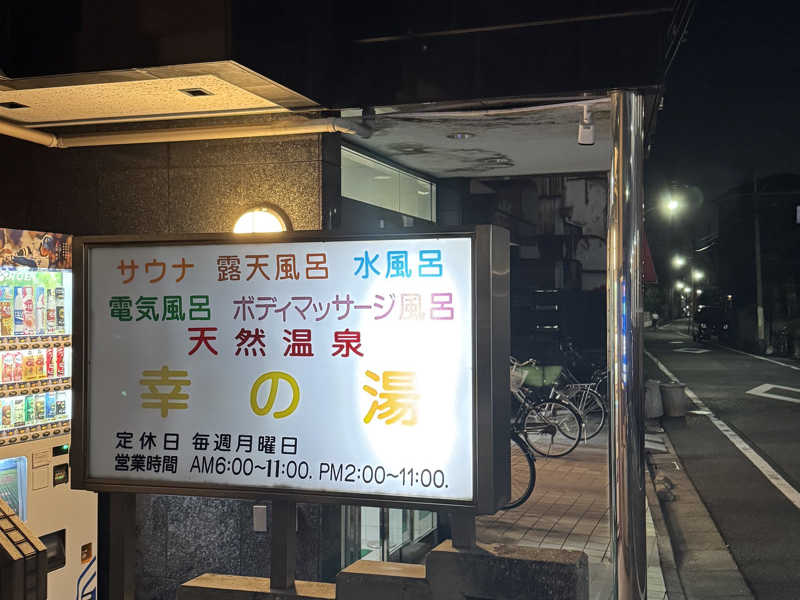 サウナ 露天風呂 水風呂
電気風呂 ボディマッサージ風呂
天然温泉
幸の湯
定休日 毎週月曜日
営業時間 AM6:00~11:00. PM2:00~11:00.